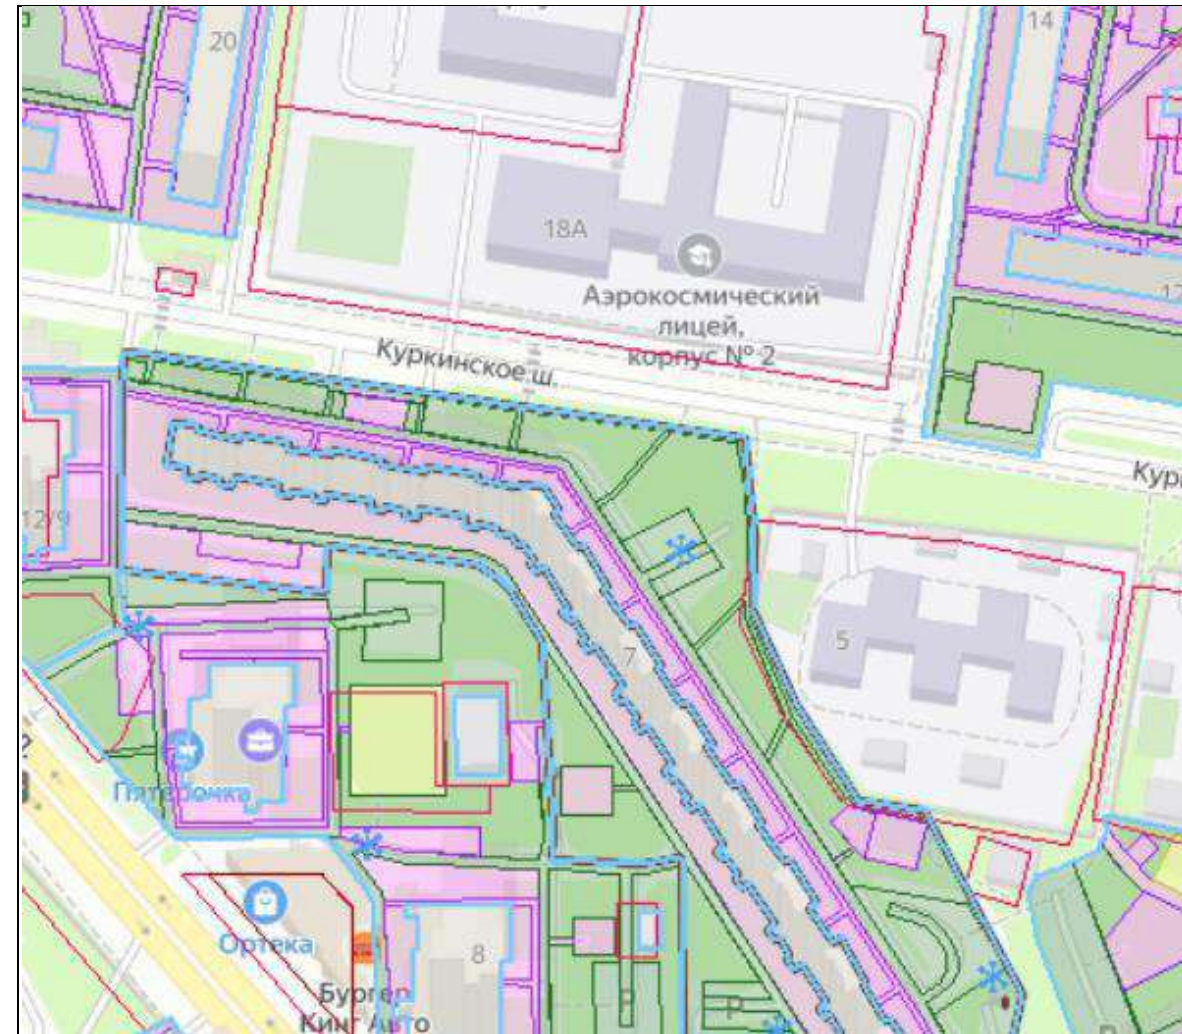 20
14
18А
Аэрокосмический
лицей,
корпус № 2
17
Куркинское ш.
Курк
12/9
5
7
Пятёрочка
Ортека
8
Бургер
Кинг Авто
Р
Р